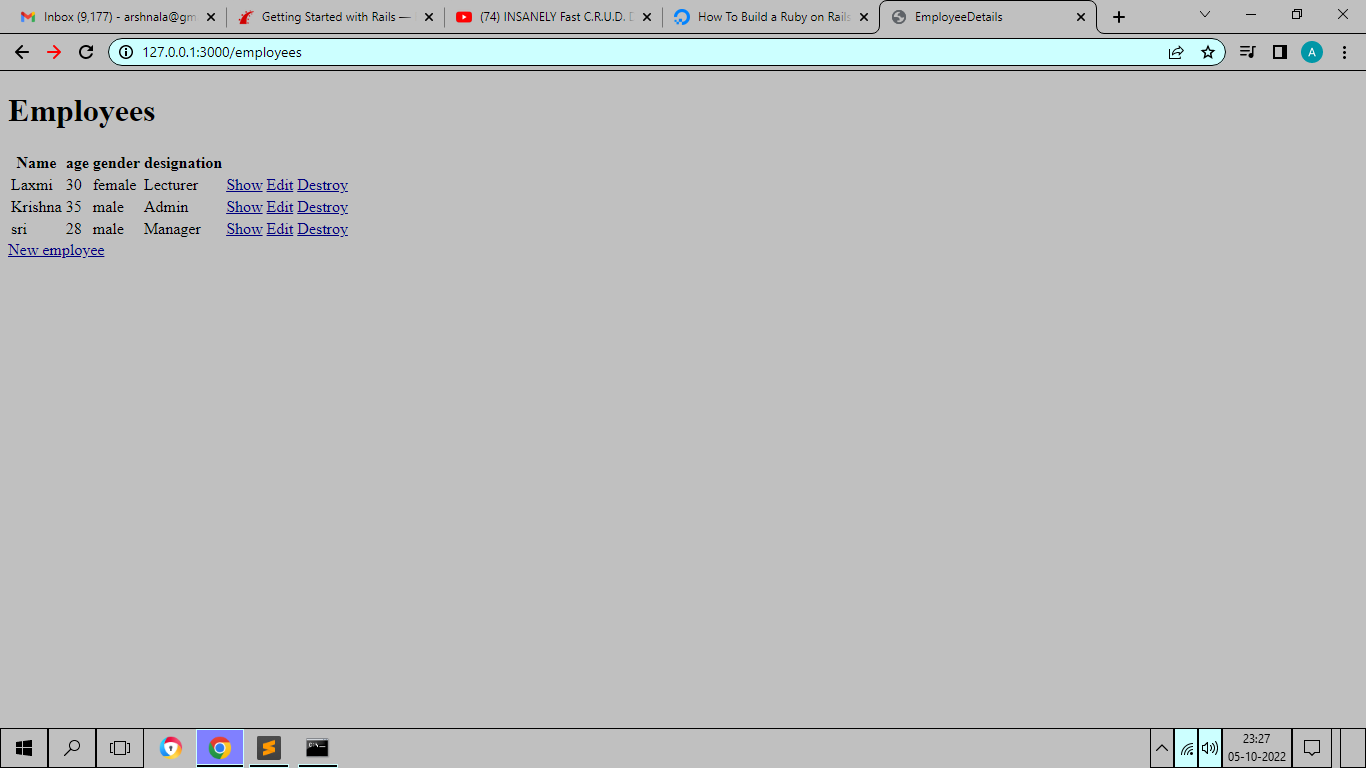 Inbox (9,177) - arshnala@gm
Getting Started with Rails —
(74) INSANELY Fast C.R.U.D. D
How To Build a Ruby on Rails
EmployeeDetails
127.0.0.1:3000/employees
A
Employees
Name age gender designation
Laxmi 30 female Lecturer Show Edit Destroy
Krishna 35 male Admin Show Edit Destroy
sri 28 male Manager Show Edit Destroy
New employee
23:27
05-10-2022